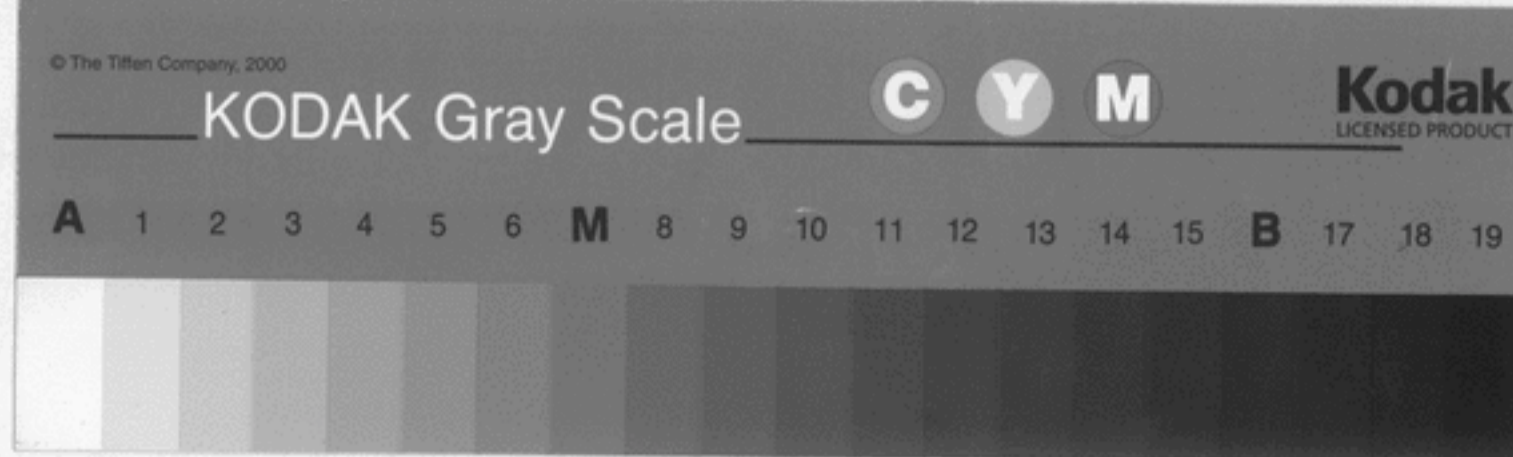 © The Tiffen Company, 2000
KODAK Gray Scale
C Y M
Kodak
LICENSED PRODUCT
A 1 2 3 4 5 6 M 8 9 10 11 12 13 14 15 B 17 18 19